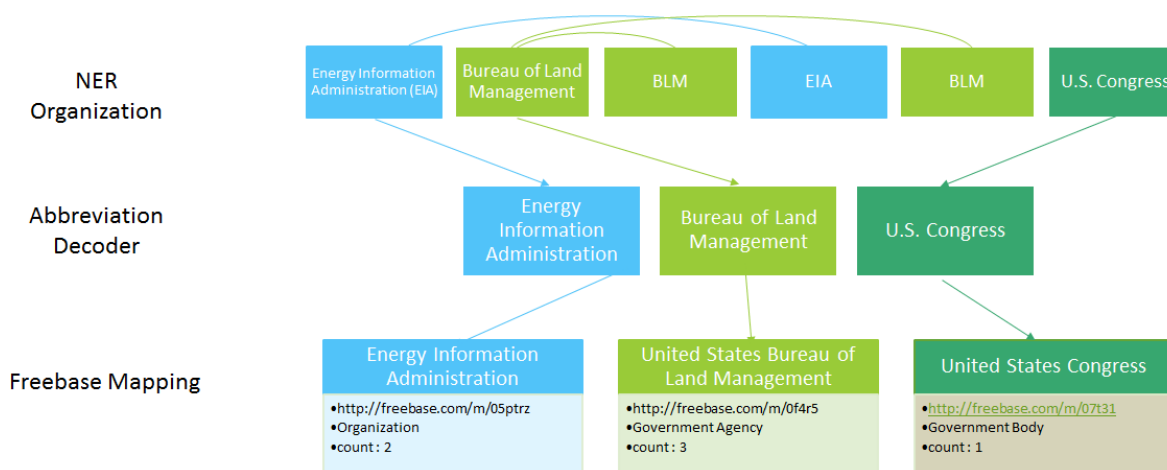 NER
Organization
Energy Information
Administration (EIA)
Bureau of Land
Management
BLM
EIA
BLM
U.S. Congress
Abbreviation
Decoder
Energy
Information
Administration
Bureau of Land
Management
U.S. Congress
Freebase Mapping
Energy Information
Administration
•http://freebase.com/m/05ptrz
•Organization
•count : 2
United States Bureau of
Land Management
•http://freebase.com/m/0f4r5
•Government Agency
•count : 3
United States Congress
•http://freebase.com/m/07t31
•Government Body
•count : 1